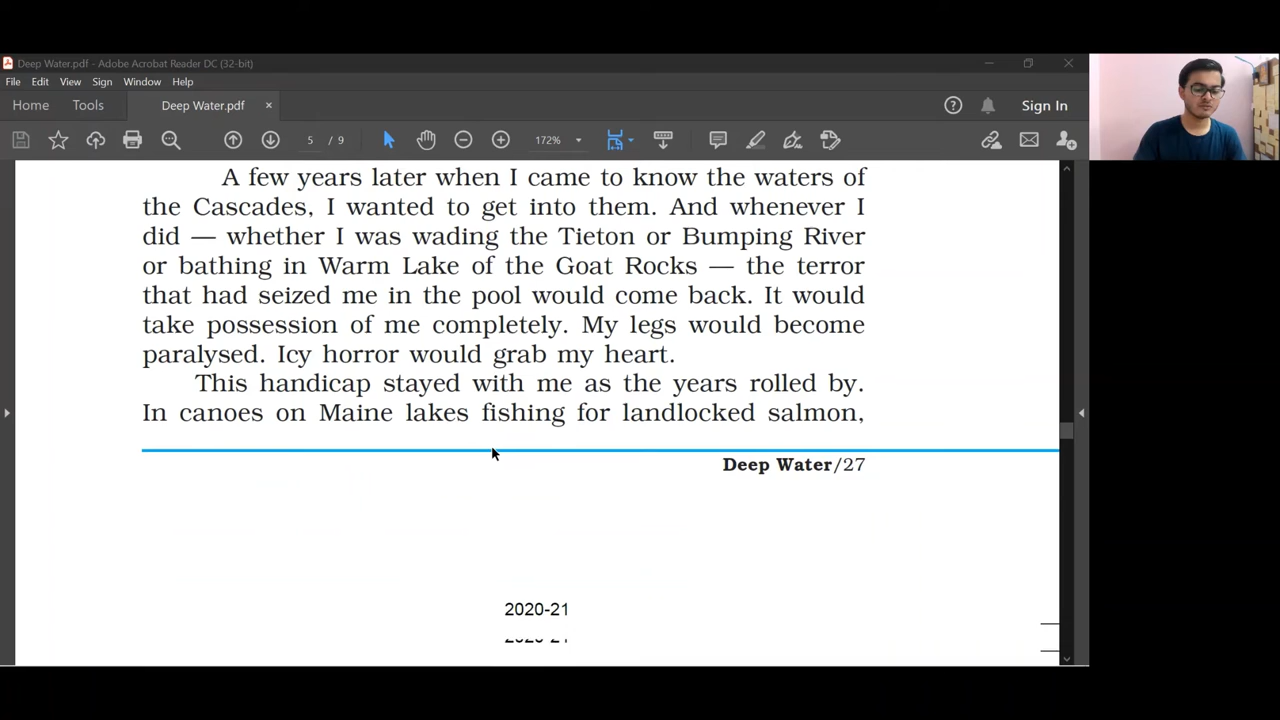 Deep Water.pdf - Adobe Acrobat Reader DC (32-bit)
File Edit View Sign Window Help
Home Tools Deep Water.pdf × Sign In
5 / 9 172%
A few years later when I came to know the waters of
the Cascades, I wanted to get into them. And whenever I
did — whether I was wading the Tieton or Bumping River
or bathing in Warm Lake of the Goat Rocks — the terror
that had seized me in the pool would come back. It would
take possession of me completely. My legs would become
paralysed. Icy horror would grab my heart.
This handicap stayed with me as the years rolled by.
In canoes on Maine lakes fishing for landlocked salmon,
Deep Water/27
2020-21
2020-21